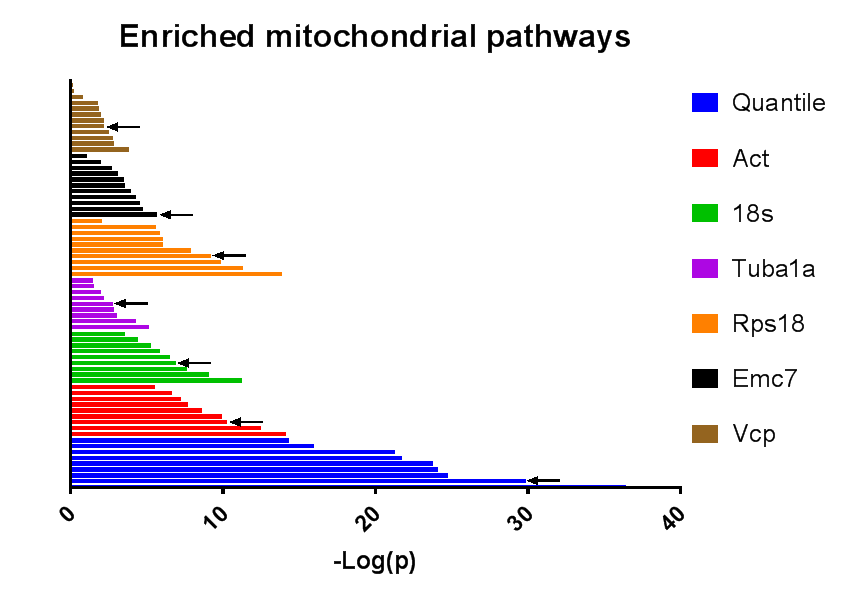 Enriched mitochondrial pathways
Quantile
Act
18s
Tuba1a
Rps18
Emc7
Vcp
0
10
20
30
40
-Log(p)